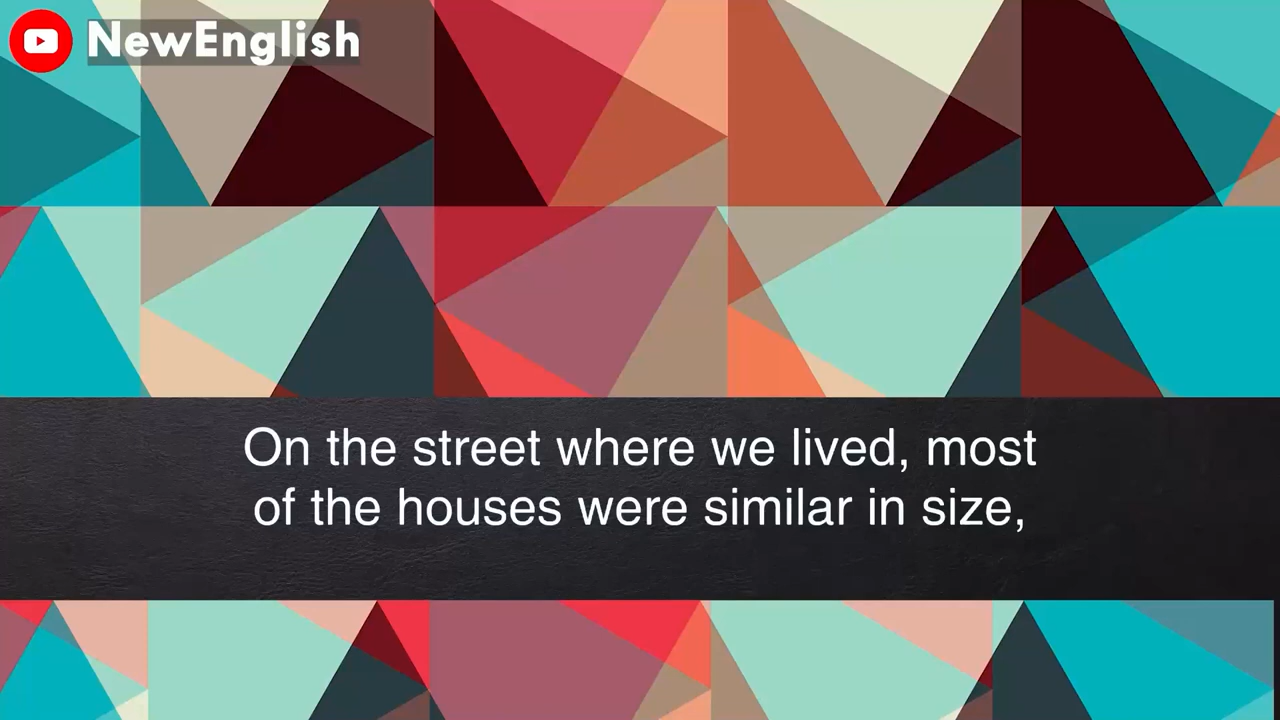 NewEnglish
On the street where we lived, most
of the houses were similar in size,